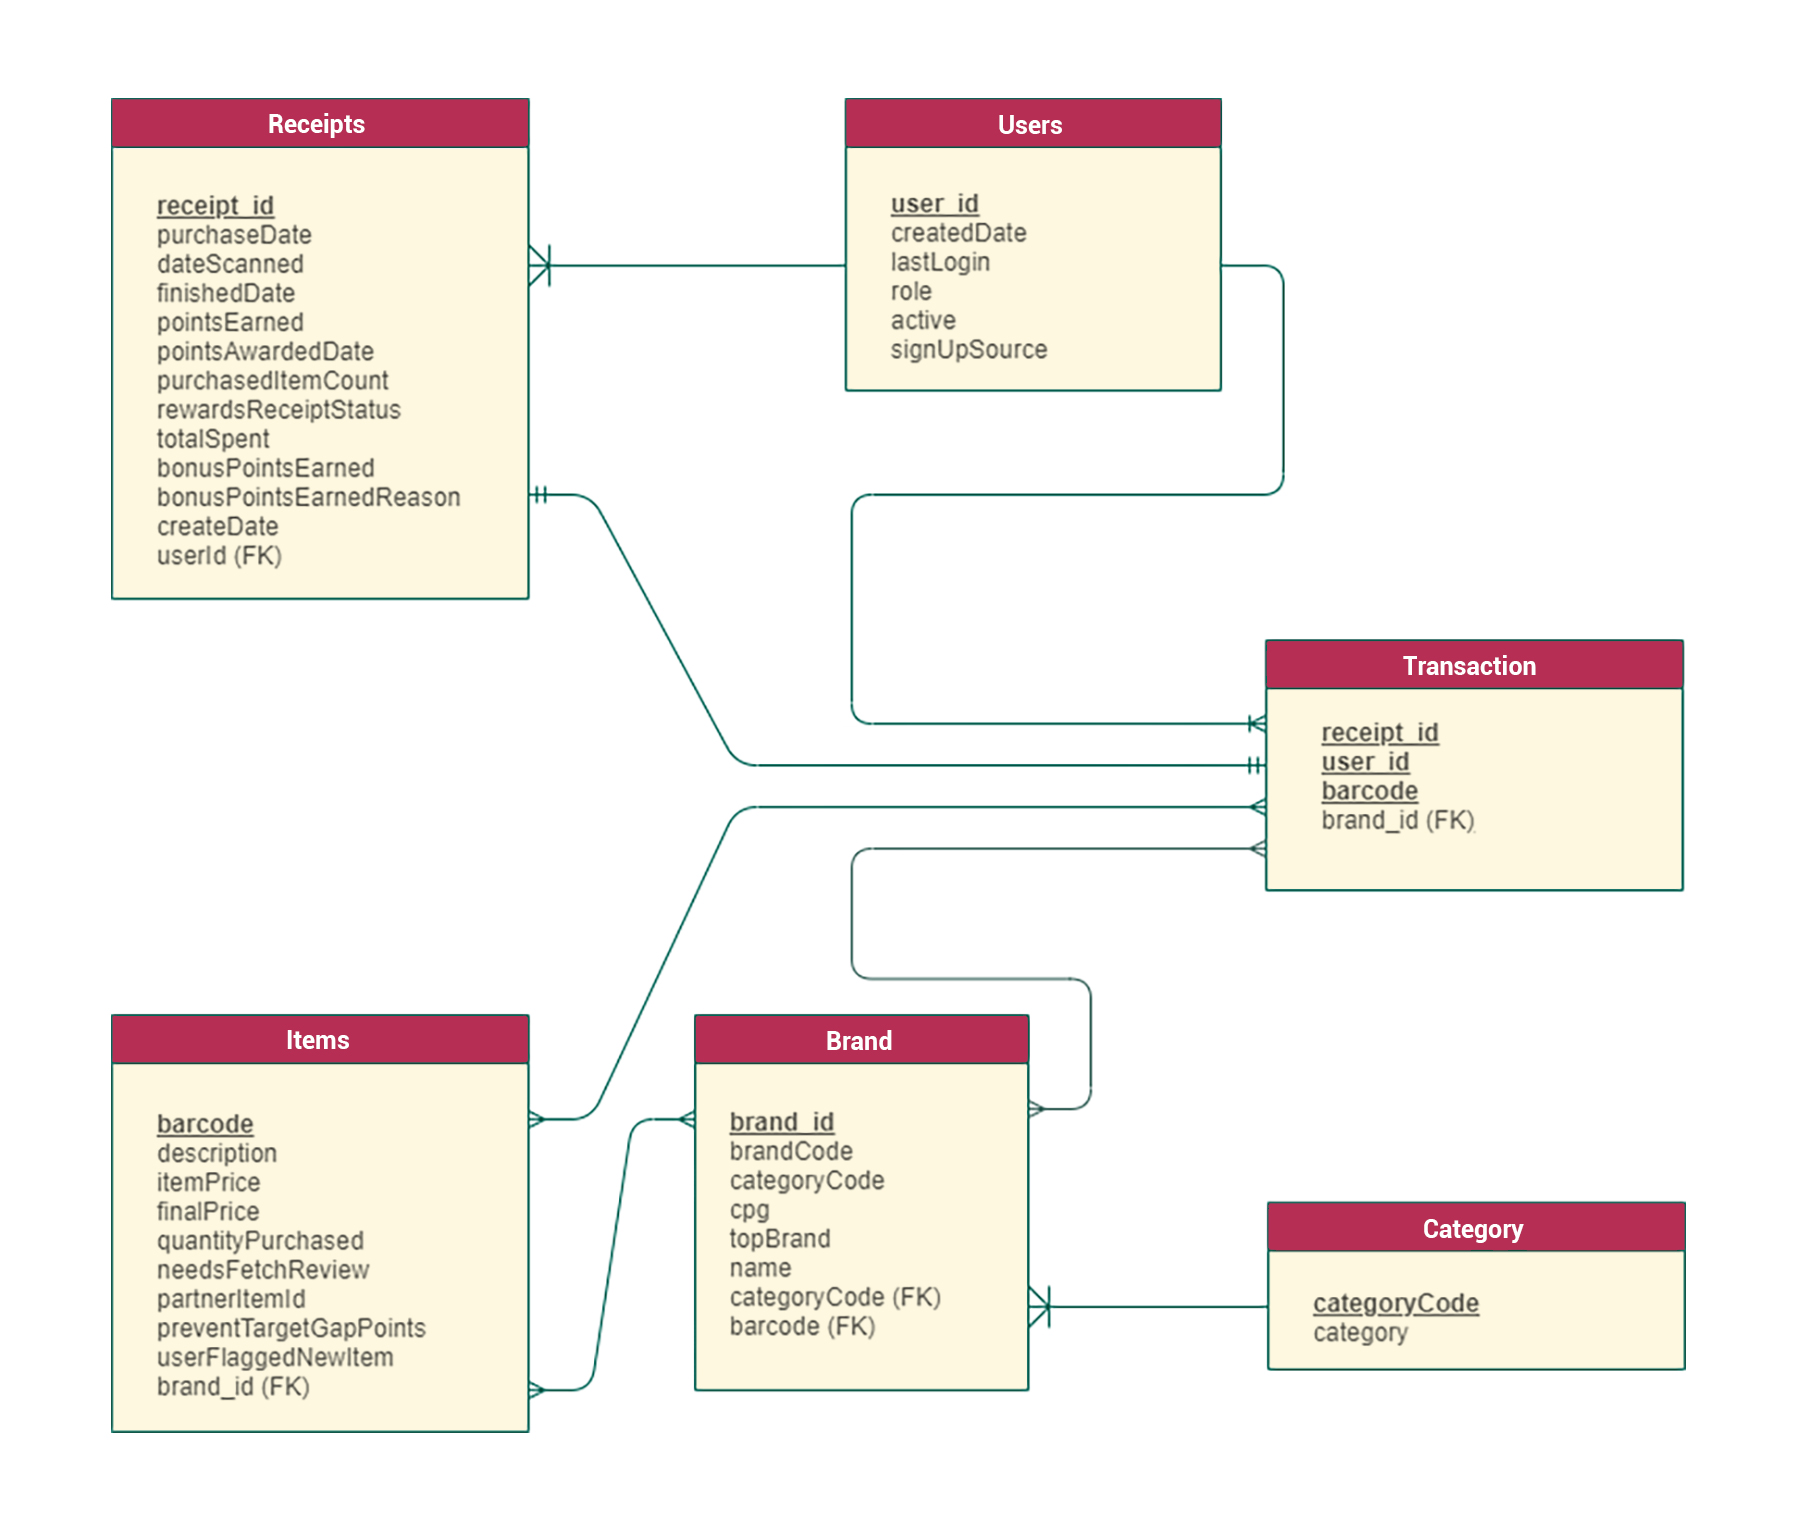 Receipts
receipt_id
purchaseDate
dateScanned
finishedDate
pointsEarned
pointsAwardedDate
purchasedItemCount
rewardsReceiptStatus
totalSpent
bonusPointsEarned
bonusPointsEarnedReason
createDate
userId (FK)
Users
user_id
createdDate
lastLogin
role
active
signUpSource
Transaction
receipt_id
user_id
barcode
brand_id (FK)
Items
barcode
description
itemPrice
finalPrice
quantityPurchased
needsFetchReview
partnerItemId
preventTargetGapPoints
userFlaggedNewItem
brand_id (FK)
Brand
brand_id
brandCode
categoryCode
cpg
topBrand
name
categoryCode (FK)
barcode (FK)
Category
categoryCode
category